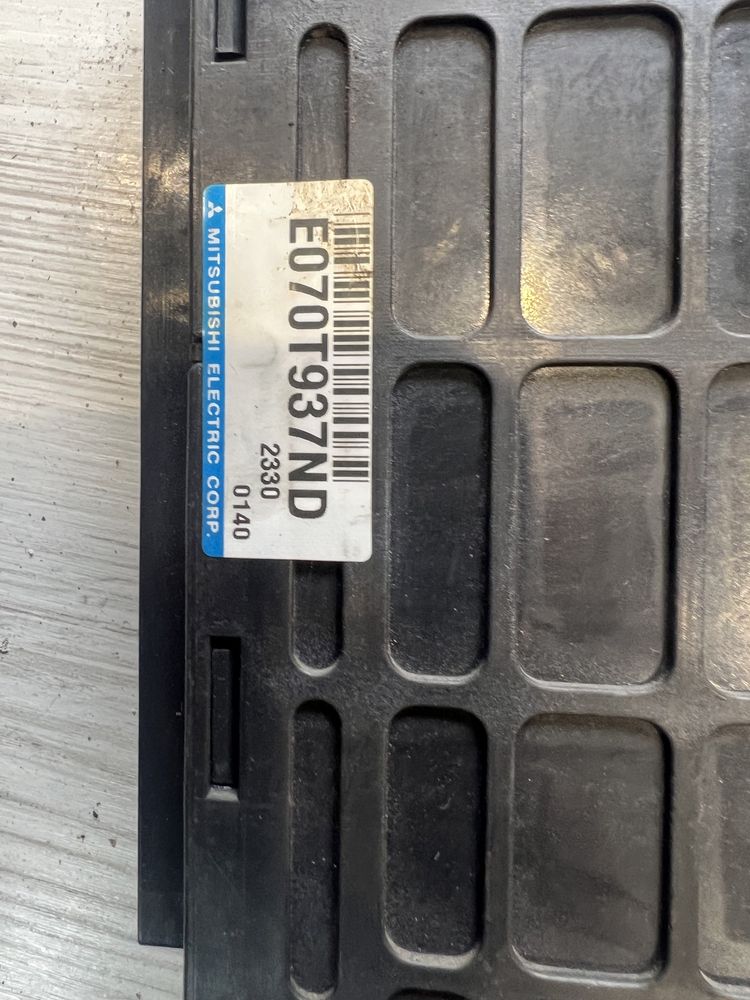 E070T937ND
2330
0140
MITSUBISHI ELECTRIC CORP.